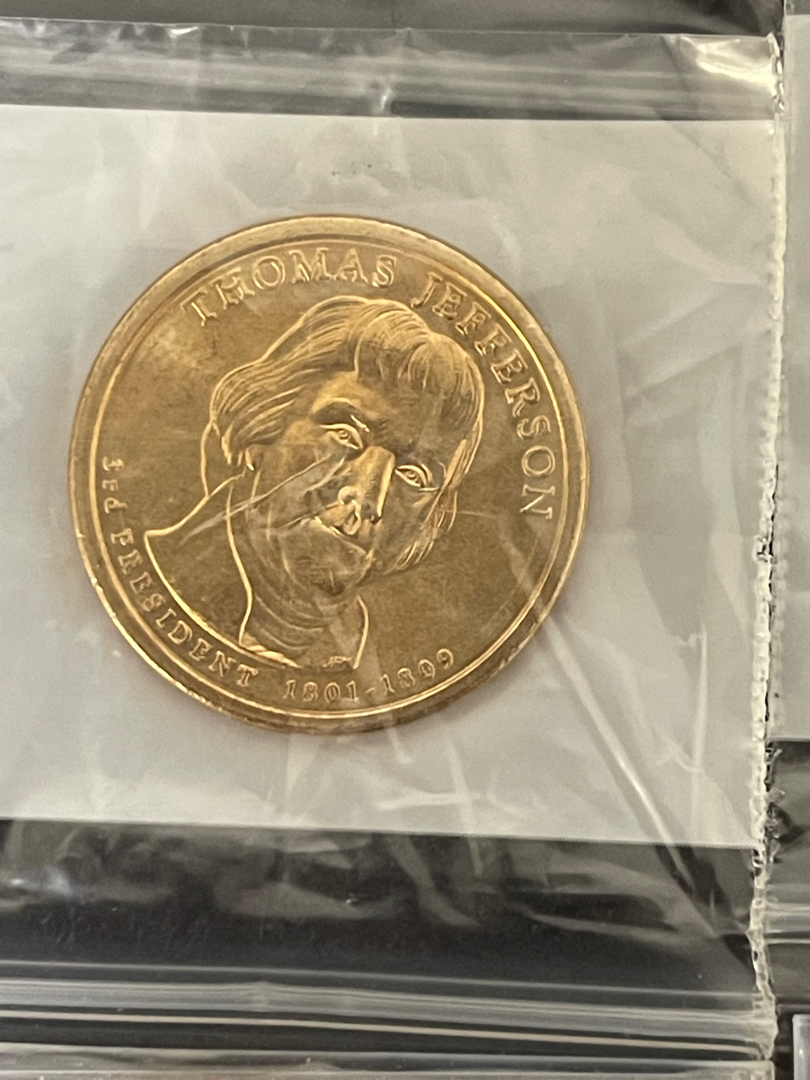 THOMAS JEFFERSON
3rd PRESIDENT 1801-1809